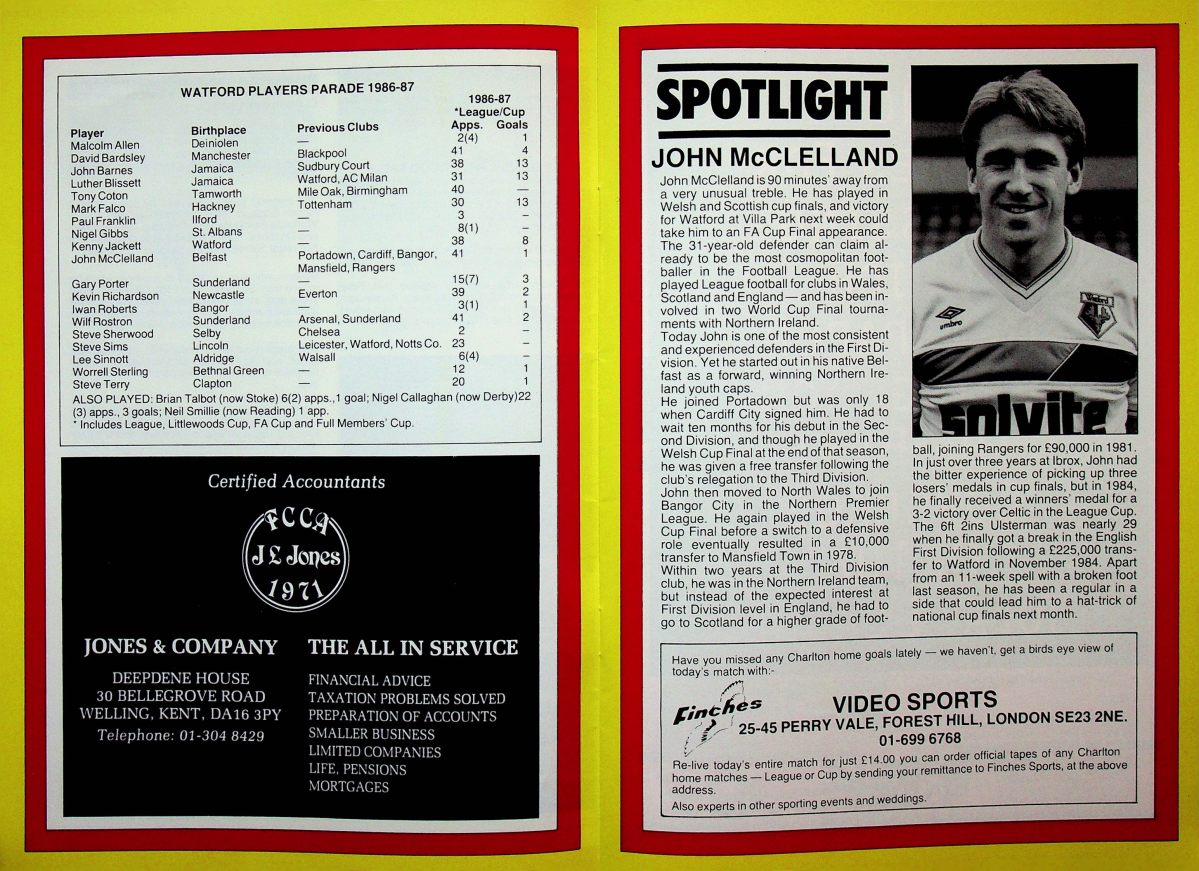 WATFORD PLAYERS PARADE 1986-87
1986-87
*League/Cup
Player Birthplace Previous Clubs Apps. Goals
Malcolm Allen Deiniolen — 2(4) 1
David Bardsley Manchester Blackpool 41 4
John Barnes Jamaica Sudbury Court 38 13
Luther Blissett Jamaica Watford, AC Milan 31 13
Tony Coton Tamworth Mile Oak, Birmingham 40 —
Mark Falco Hackney Tottenham 30 13
Paul Franklin Ilford — 3 –
Nigel Gibbs St. Albans — 8(1) –
Kenny Jackett Watford — 38 8
John McClelland Belfast Portadown, Cardiff, Bangor, 41 1
Mansfield, Rangers
Gary Porter Sunderland — 15(7) 3
Kevin Richardson Newcastle Everton 39 2
Iwan Roberts Bangor — 3(1) 1
Wilf Rostron Sunderland Arsenal, Sunderland 41 2
Steve Sherwood Selby Chelsea 2 –
Steve Sims Lincoln Leicester, Watford, Notts Co. 23 –
Lee Sinnott Aldridge Walsall 6(4) –
Worrell Sterling Bethnal Green — 12 1
Steve Terry Clapton — 20 1
ALSO PLAYED: Brian Talbot (now Stoke) 6(2) apps.,1 goal; Nigel Callaghan (now Derby)22
(3) apps., 3 goals; Neil Smillie (now Reading) 1 app.
* Includes League, Littlewoods Cup, FA Cup and Full Members' Cup.
Certified Accountants
FCCA
J £ Jones
1971
JONES & COMPANY
DEEPDENE HOUSE
30 BELLEGROVE ROAD
WELLING, KENT, DA16 3PY
Telephone: 01-304 8429
THE ALL IN SERVICE
FINANCIAL ADVICE
TAXATION PROBLEMS SOLVED
PREPARATION OF ACCOUNTS
SMALLER BUSINESS
LIMITED COMPANIES
LIFE, PENSIONS
MORTGAGES
SPOTLIGHT
JOHN McCLELLAND
John McClelland is 90 minutes' away from
a very unusual treble. He has played in
Welsh and Scottish cup finals, and victory
for Watford at Villa Park next week could
take him to an FA Cup Final appearance.
The 31-year-old defender can claim al-
ready to be the most cosmopolitan foot-
baller in the Football League. He has
played League football for clubs in Wales,
Scotland and England — and has been in-
volved in two World Cup Final tourna-
ments with Northern Ireland.
Today John is one of the most consistent
and experienced defenders in the First Di-
vision. Yet he started out in his native Bel-
fast as a forward, winning Northern Ire-
land youth caps.
He joined Portadown but was only 18
when Cardiff City signed him. He had to
wait ten months for his debut in the Sec-
ond Division, and though he played in the
Welsh Cup Final at the end of that season,
he was given a free transfer following the
club's relegation to the Third Division.
John then moved to North Wales to join
Bangor City in the Northern Premier
League. He again played in the Welsh
Cup Final before a switch to a defensive
role eventually resulted in a £10,000
transfer to Mansfield Town in 1978.
Within two years at the Third Division
club, he was in the Northern Ireland team,
but instead of the expected interest at
First Division level in England, he had to
go to Scotland for a higher grade of foot-
Watford
umbro
solvite
ball, joining Rangers for £90,000 in 1981.
In just over three years at Ibrox, John had
the bitter experience of picking up three
losers' medals in cup finals, but in 1984,
he finally received a winners' medal for a
3-2 victory over Celtic in the League Cup.
The 6ft 2ins Ulsterman was nearly 29
when he finally got a break in the English
First Division following a £225,000 trans-
fer to Watford in November 1984. Apart
from an 11-week spell with a broken foot
last season, he has been a regular in a
side that could lead him to a hat-trick of
national cup finals next month.
Have you missed any Charlton home goals lately — we haven't, get a birds eye view of
today's match with:-
Finches
VIDEO SPORTS
25-45 PERRY VALE, FOREST HILL, LONDON SE23 2NE.
01-699 6768
Re-live today's entire match for just £14.00 you can order official tapes of any Charlton
home matches — League or Cup by sending your remittance to Finches Sports, at the above
address.
Also experts in other sporting events and weddings.